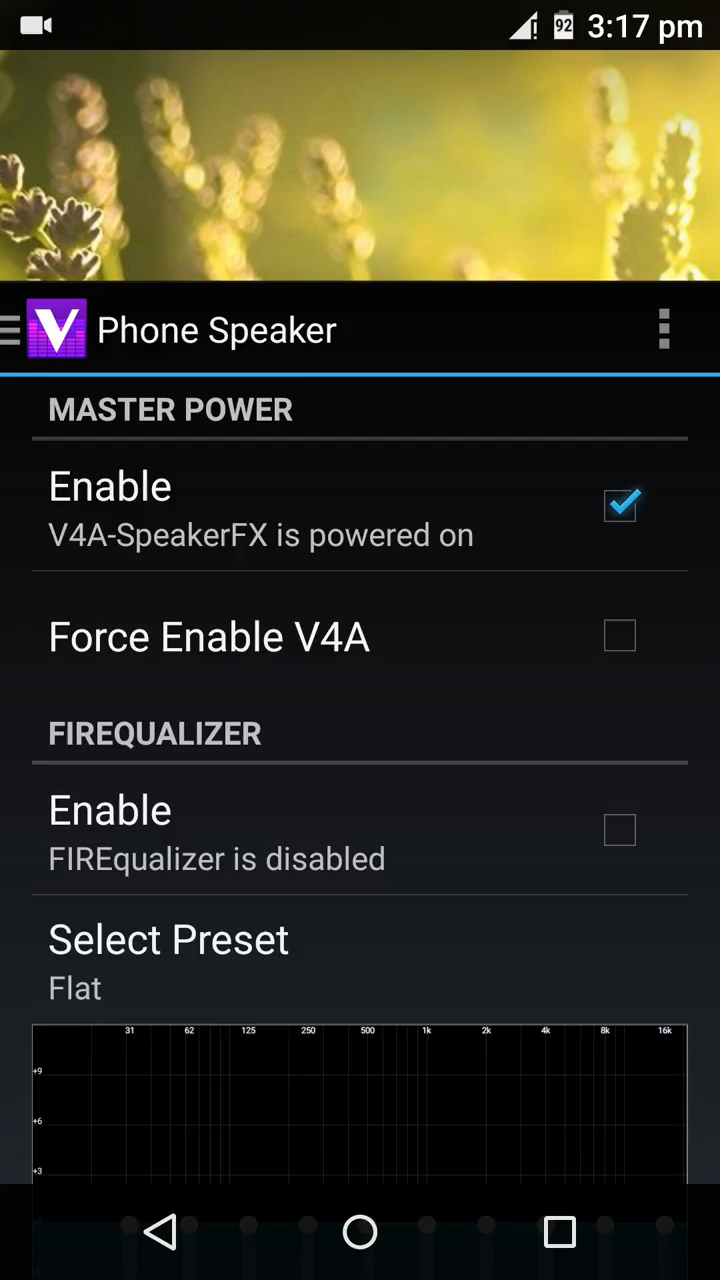 92 3:17 pm
V Phone Speaker
MASTER POWER
Enable
V4A-SpeakerFX is powered on
Force Enable V4A
FIREQUALIZER
Enable
FIREqualizer is disabled
Select Preset
Flat
31 62 125 250 500 1k 2k 4k 8k 16k
+9
+6
+3